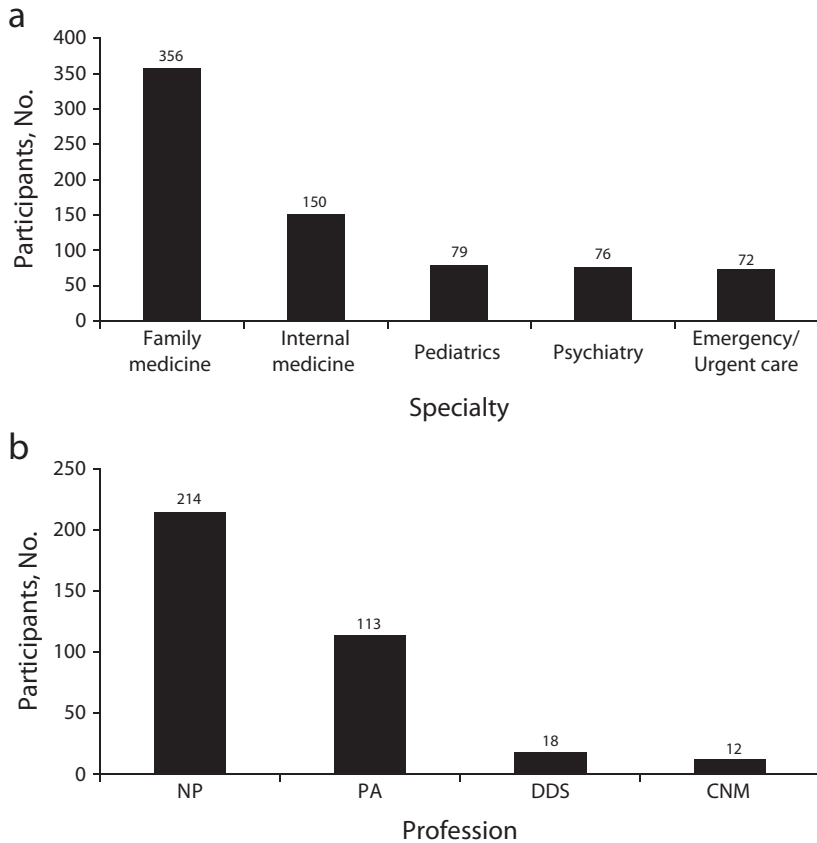 a
Participants, No.
400
350
300
250
200
150
100
50
0
356
150
79
76
72
Family
medicine
Internal
medicine
Pediatrics
Psychiatry
Emergency/
Urgent care
Specialty
b
Participants, No.
250
200
150
100
50
0
214
113
18
12
NP
PA
DDS
CNM
Profession